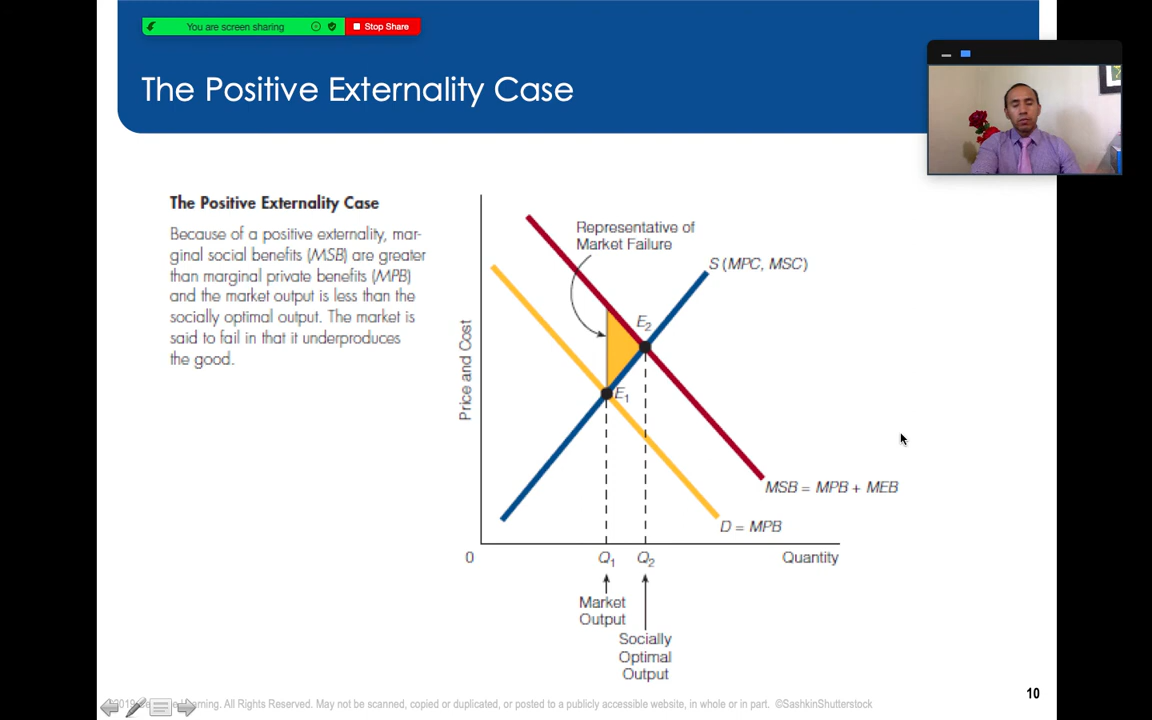 You are screen sharing
Stop Share
The Positive Externality Case
The Positive Externality Case
Because of a positive externality, mar-
ginal social benefits (MSB) are greater
than marginal private benefits (MPB)
and the market output is less than the
socially optimal output. The market is
said to fail in that it underproduces
the good.
Representative of
Market Failure
S (MPC, MSC)
E2
E1
Price and Cost
MSB = MPB + MEB
D = MPB
0
Q1
Q2
Quantity
Market
Output
Socially
Optimal
Output
10
Learning. All Rights Reserved. May not be scanned, copied or duplicated, or posted to a publicly accessible website, in whole or in part. ©SashkinShutterstock